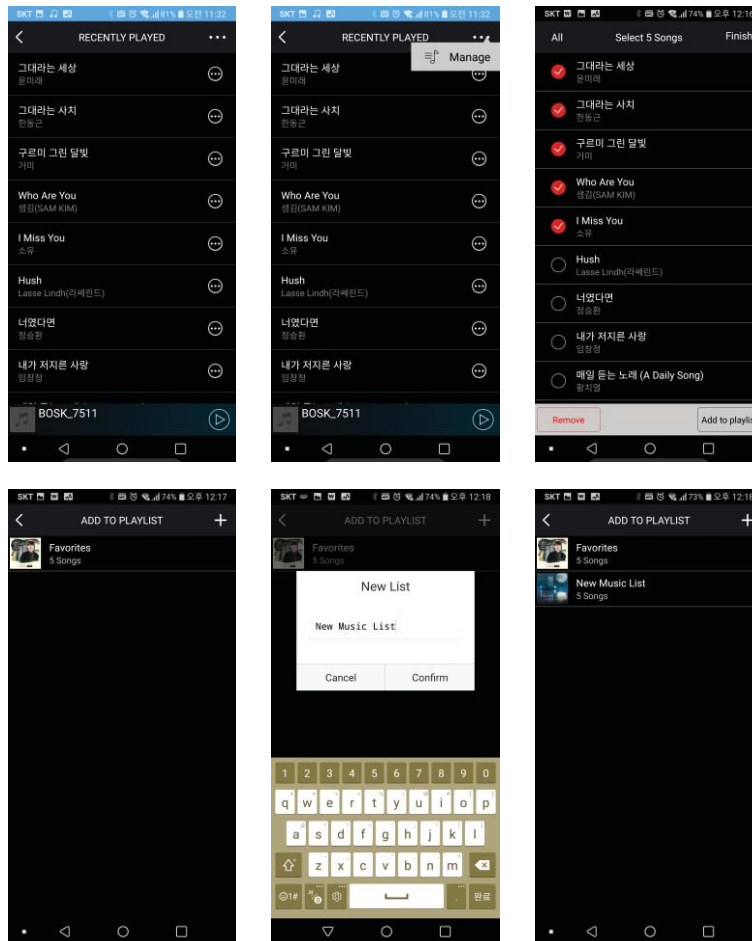 SKT 81% 오전 11:32
RECENTLY PLAYED
그대라는 세상
윤미래
그대라는 사치
한동근
구르미 그린 달빛
거미
Who Are You
샘김(SAM KIM)
I Miss You
소유
Hush
Lasse Lindh(라쎄린드)
너였다면
정승환
내가 저지른 사랑
임창정
BOSK_7511
SKT 81% 오전 11:32
RECENTLY PLAYED
Manage
그대라는 세상
윤미래
그대라는 사치
한동근
구르미 그린 달빛
거미
Who Are You
샘김(SAM KIM)
I Miss You
소유
Hush
Lasse Lindh(라쎄린드)
너였다면
정승환
내가 저지른 사랑
임창정
BOSK_7511
SKT 74% 오후 12:16
All Select 5 Songs Finish
그대라는 세상
윤미래
그대라는 사치
한동근
구르미 그린 달빛
거미
Who Are You
샘김(SAM KIM)
I Miss You
소유
Hush
Lasse Lindh(라쎄린드)
너였다면
정승환
내가 저지른 사랑
임창정
매일 듣는 노래 (A Daily Song)
황치열
Remove Add to playlis
SKT 74% 오후 12:17
ADD TO PLAYLIST +
Favorites
5 Songs
SKT 74% 오후 12:18
ADD TO PLAYLIST +
Favorites
5 Songs
New List
New Music List
Cancel Confirm
1 2 3 4 5 6 7 8 9 0
q w e r t y u i o p
a s d f g h j k l
z x c v b n m
완료
SKT 73% 오후 12:18
ADD TO PLAYLIST +
Favorites
5 Songs
New Music List
5 Songs